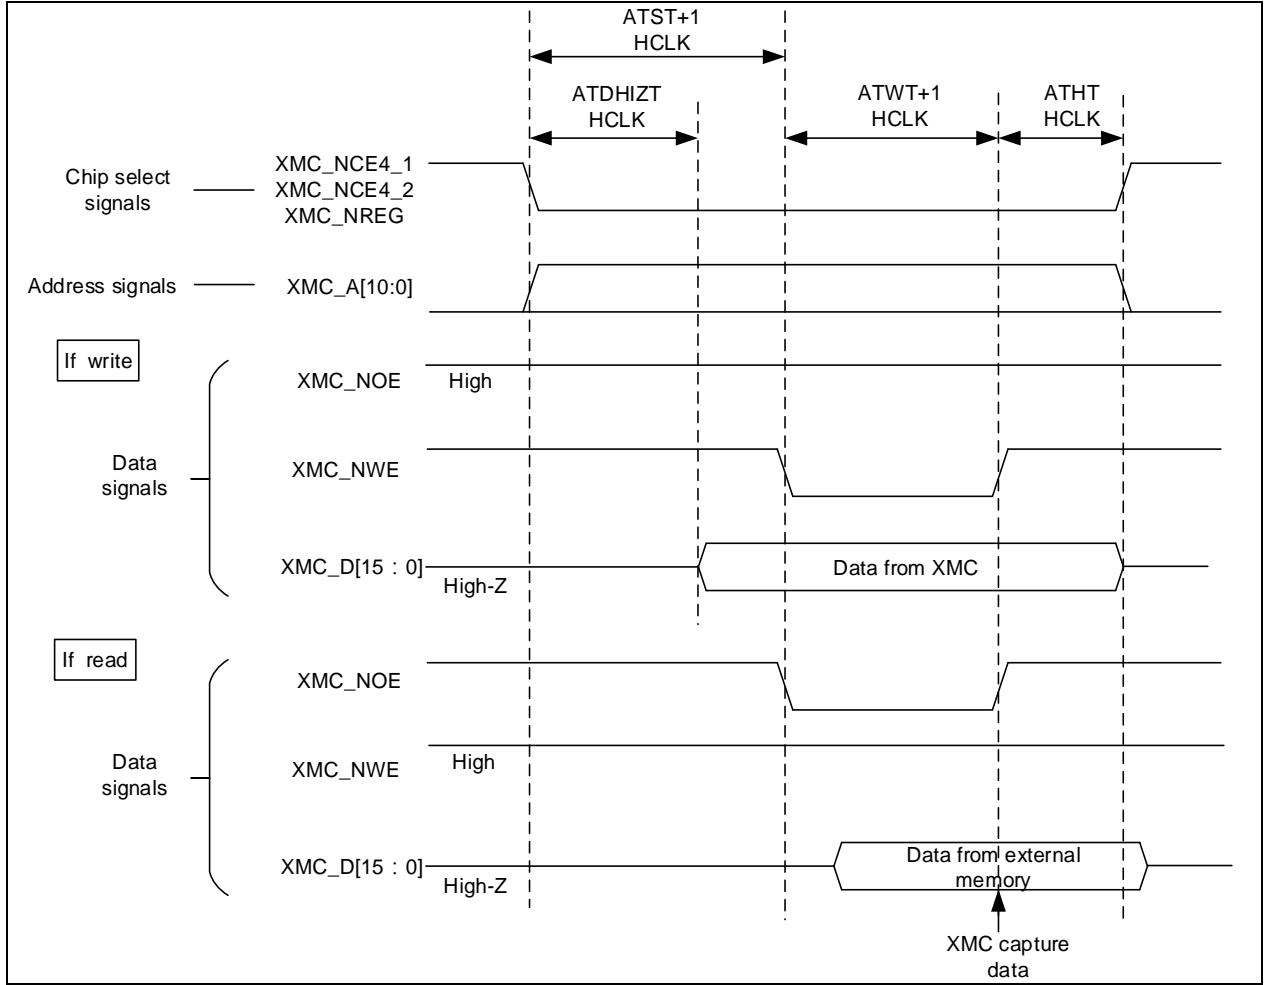 ATST+1
HCLK
ATDHIZT
HCLK
ATWT+1
HCLK
ATHT
HCLK
Chip select
signals
XMC_NCE4_1
XMC_NCE4_2
XMC_NREG
Address signals
XMC_A[10:0]
If write
XMC_NOE
High
Data
signals
XMC_NWE
XMC_D[15 : 0]
High-Z
Data from XMC
If read
XMC_NOE
Data
signals
XMC_NWE
High
XMC_D[15 : 0]
High-Z
Data from external
memory
XMC capture
data